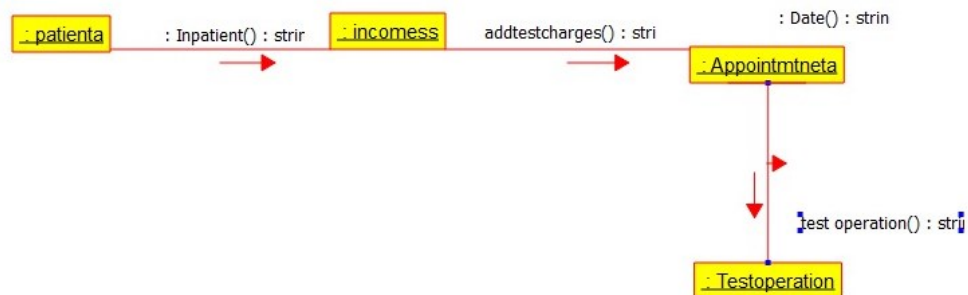 : patienta
: Inpatient() : strir
: incomess
addtestcharges() : stri
: Date() : strin
: Appointmtneta
test operation() : stri
: Testoperation